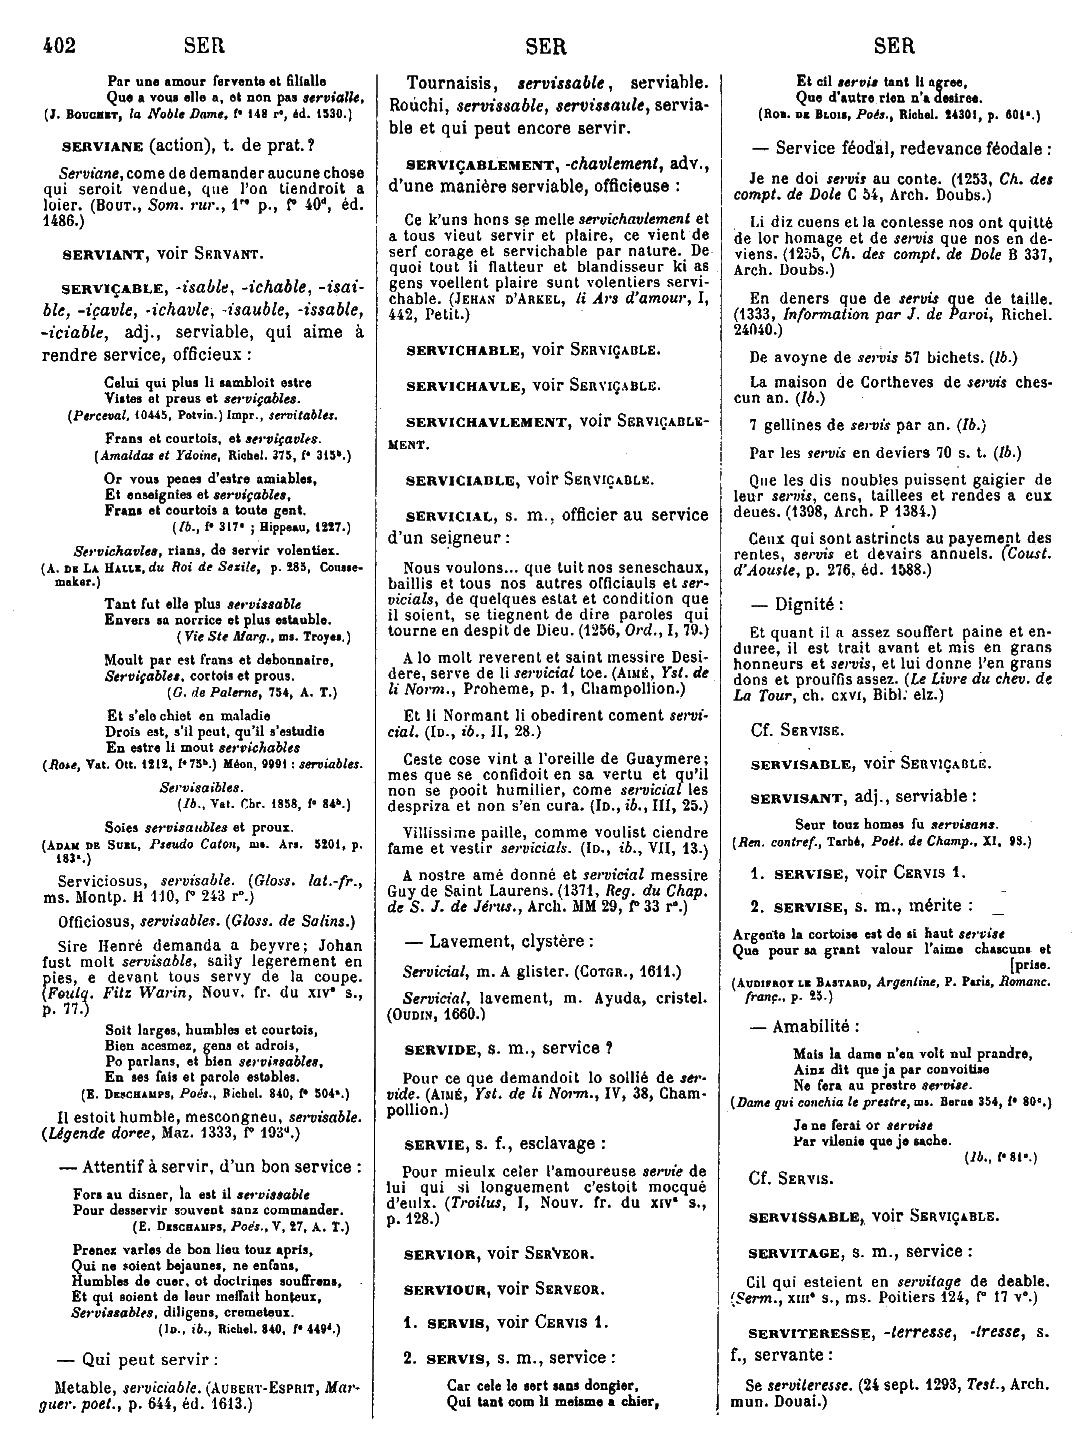 402 SER SER SER
Par une amour fervente et filialle
Que a vous elle a, et non pas servialle,
(J. BOUCHET, la Noble Dame, f° 148 r°, éd. 1530.)
SERVIANE (action), t. de prat.?
Serviane, come de demander aucune chose
qui seroit vendue, que l'on tiendroit a
loier. (BOUT., Som. rur., 1re p., f° 40d, éd.
1486.)
SERVIANT, voir SERVANT.
SERVIÇABLE, -isable, -ichable, -isai-
ble, -içavle, -ichavle, -isauble, -issable,
-iciable, adj., serviable, qui aime à
rendre service, officieux :
Celui qui plus li sambloit estre
Vistes et preus et serviçables.
(Perceval, 10445, Potvin.) Impr., servitables.
Frans et courtois, et serviçavles.
(Amaldas et Ydoine, Richel. 375, f° 315b.)
Or vous penes d'estre amiables,
Et enseignies et serviçables,
Frans et courtois a toute gent.
(Ib., f° 317a ; Hippeau, 1227.)
Servichavles, rians, de servir volentiex.
(A. DE LA HALLE, du Roi de Sezile, p. 285, Cousse-
maker.)
Tant fut elle plus servissable
Envers sa norrice et plus estauble.
(Vie Ste Marg., ms. Troyes.)
Moult par est frans et debonnaire,
Serviçables, cortois et prous.
(G. de Palerne, 754, A. T.)
Et s'elo chiet en maladie
Drois est, s'il peut, qu'il s'estudie
En estre li mout servichables
(Rose, Vat. Ott. 1212, f° 75b.) Méon, 9991 : serviables.
Servisaibles.
(Ib., Vat. Chr. 1858, f° 84b.)
Soies servisaubles et prouz.
(ADAM DE SUEL, Pseudo Caton, ms. Ars. 5201, p.
183a.)
Serviciosus, servisable. (Gloss. lat.-fr.,
ms. Montp. H 110, f° 243 r°.)
Officiosus, servisables. (Gloss. de Salins.)
Sire Henré demanda a beyvre; Johan
fust molt servisable, saily legerement en
pies, e devant tous servy de la coupe.
(Foulq. Fitz Warin, Nouv. fr. du XIVe s.,
p. 77.)
Soit larges, humbles et courtois,
Bien acesmez, gens et adrois,
Po parlans, et bien servissables,
En ses fais et parole estables.
(E. DESCHAMPS, Poés., Richel. 840, f° 504a.)
Il estoit humble, mescongneu, servisable.
(Légende doree, Maz. 1333, f° 193d.)
— Attentif à servir, d'un bon service :
Fors au disner, la est il servissable
Pour desservir souvent sanz commander.
(E. DESCHAMPS, Poés., V, 27, A. T.)
Prenez varles de bon lieu touz apris,
Qui ne soient bejaunes, ne enfans,
Humbles de cuer, et doctrines souffrens,
Et qui soient de leur meffait honteux,
Servissables, diligens, cremeteux.
(ID., ib., Richel. 840, f° 449d.)
— Qui peut servir :
Metable, serviciable. (AUBERT-ESPRIT, Mar-
guer. poet., p. 644, éd. 1613.)
Tournaisis, servissable, serviable.
Rouchi, servissable, servissaule, servia-
ble et qui peut encore servir.
SERVIÇABLEMENT, -chavlement, adv.,
d'une manière serviable, officieuse :
Ce k'uns hons se melle servichavlement et
a tous vieut servir et plaire, ce vient de
serf corage et servichable par nature. De
quoi tout li flatteur et blandisseur ki as
gens voellent plaire sunt volentiers servi-
chable. (JEHAN D'ARKEL, li Ars d'amour, I,
442, Petit.)
SERVICHABLE, voir SERVIÇABLE.
SERVICHAVLE, voir SERVIÇABLE.
SERVICHAVLEMENT, voir SERVIÇABLE-
MENT.
SERVICIABLE, voir SERVIÇABLE.
SERVICIAL, s. m., officier au service
d'un seigneur :
Nous voulons... que tuit nos seneschaux,
baillis et tous nos autres officiauls et ser-
vicials, de quelques estat et condition que
il soient, se tiegnent de dire paroles qui
tourne en despit de Dieu. (1256, Ord., I, 79.)
A lo molt reverent et saint messire Desi-
dere, serve de li servicial toe. (AIMÉ, Yst. de
li Norm., Proheme, p. 1, Champollion.)
Et li Normant li obedirent coment servi-
cial. (ID., ib., II, 28.)
Ceste cose vint a l'oreille de Guaymere;
mes que se confidoit en sa vertu et qu'il
non se pooit humilier, come servicial les
despriza et non s'en cura. (ID., ib., III, 25.)
Villissime paille, comme voulist ciendre
fame et vestir servicials. (ID., ib., VII, 13.)
A nostre amé donné et servicial messire
Guy de Saint Laurens. (1371, Reg. du Chap.
de S. J. de Jérus., Arch. MM 29, f° 33 r°.)
— Lavement, clystère :
Servicial, m. A glister. (COTGR., 1611.)
Servicial, lavement, m. Ayuda, cristel.
(OUDIN, 1660.)
SERVIDE, s. m., service ?
Pour ce que demandoit lo sollié de ser-
vide. (AIMÉ, Yst. de li Norm., IV, 38, Cham-
pollion.)
SERVIE, s. f., esclavage :
Pour mieulx celer l'amoureuse servie de
lui qui si longuement c'estoit mocqué
d'eulx. (Troilus, I, Nouv. fr. du XIVe s.,
p. 128.)
SERVIOR, voir SERVEOR.
SERVIOUR, voir SERVEOR.
1. SERVIS, voir CERVIS 1.
2. SERVIS, s. m., service :
Car cele le sert sans dongier,
Qui tant com li meisme a chier,
Et cil servis tant li agree,
Que d'autre rien n'a desiree.
(ROB. DE BLOIS, Poés., Richel. 24301, p. 601a.)
— Service féodal, redevance féodale :
Je ne doi servis au conte. (1253, Ch. des
compt. de Dole C 54, Arch. Doubs.)
Li diz cuens et la contesse nos ont quitté
de lor homage et de servis que nos en de-
viens. (1255, Ch. des compt. de Dole B 337,
Arch. Doubs.)
En deners que de servis que de taille.
(1333, Information par J. de Paroi, Richel.
24040.)
De avoyne de servis 57 bichets. (Ib.)
La maison de Cortheves de servis ches-
cun an. (Ib.)
7 gellines de servis par an. (Ib.)
Par les servis en deviers 70 s. t. (Ib.)
Que les dis noubles puissent gaigier de
leur servis, cens, taillees et rendes a eux
deues. (1398, Arch. P 1384.)
Ceux qui sont astrincts au payement des
rentes, servis et devairs annuels. (Coust.
d'Aouste, p. 276, éd. 1588.)
— Dignité :
Et quant il a assez souffert paine et en-
duree, il est trait avant et mis en grans
honneurs et servis, et lui donne l'en grans
dons et prouffis assez. (Le Livre du chev. de
La Tour, ch. CXVI, Bibl. elz.)
Cf. SERVISE.
SERVISABLE, voir SERVIÇABLE.
SERVISANT, adj., serviable :
Seur touz homes fu servisans.
(Ren. contref., Tarbé, Poét. de Champ., XI, 98.)
1. SERVISE, voir CERVIS 1.
2. SERVISE, s. m., mérite :
Argente la cortoise est de si haut servise
Que pour sa grant valour l'aime chascuns et
[prise.
(AUDIFROY LE BASTARD, Argentine, P. Paris, Romanc.
franç., p. 25.)
— Amabilité :
Mais la dame n'en volt nul prandre,
Ainz dit que ja par convoitise
Ne fera au prestre servise.
(Dame qui conchia le prestre, ms. Berne 354, f° 80c.)
Je ne ferai or servise
Par vilenie que je sache.
(Ib., f° 81a.)
Cf. SERVIS.
SERVISSABLE, voir SERVIÇABLE.
SERVITAGE, s. m., service :
Cil qui esteient en servitage de deable.
(Serm., XIIIe s., ms. Poitiers 124, f° 17 v°.)
SERVITERESSE, -terresse, -tresse, s.
f., servante :
Se serviteresse. (24 sept. 1293, Test., Arch.
mun. Douai.)